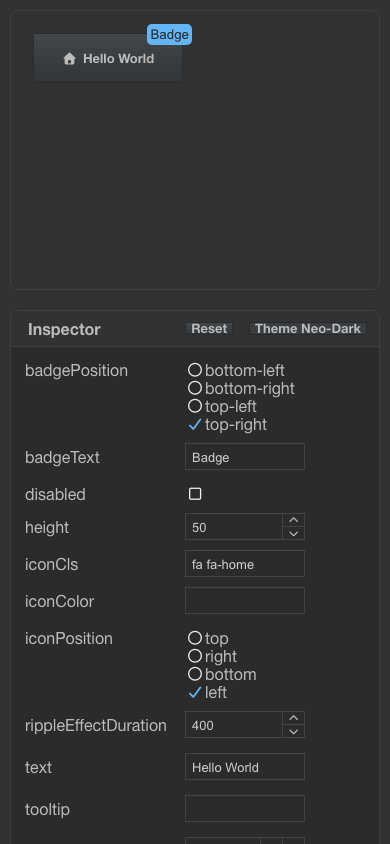 Badge
Hello World
Inspector Reset Theme Neo-Dark
badgePosition bottom-left
bottom-right
top-left
top-right
badgeText Badge
disabled
height 50
iconCls fa fa-home
iconColor
iconPosition top
right
bottom
left
rippleEffectDuration 400
text Hello World
tooltip